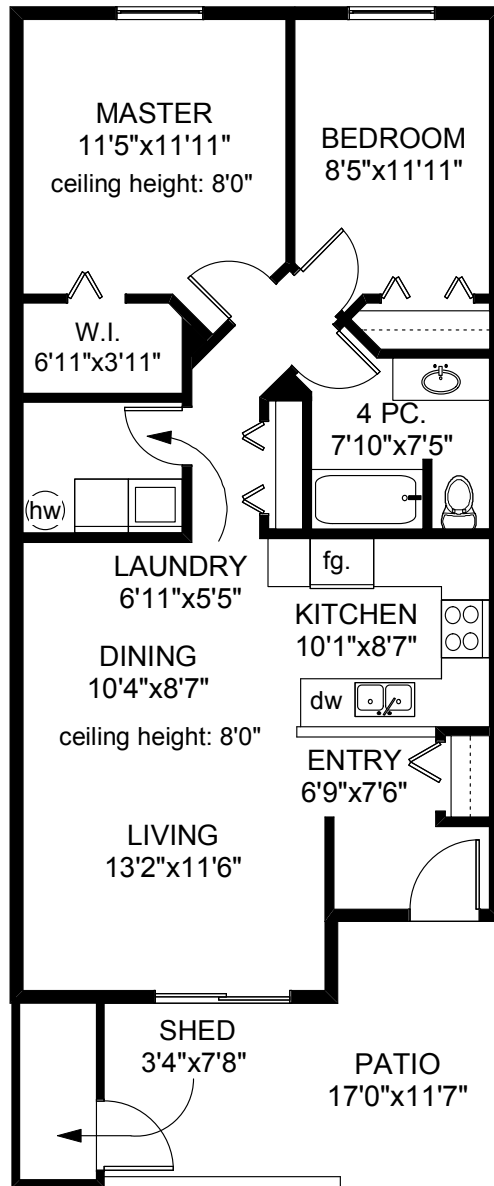 MASTER
11'5"x11'11"
ceiling height: 8'0"
BEDROOM
8'5"x11'11"
W.I.
6'11"x3'11"
4 PC.
7'10"x7'5"
hw
LAUNDRY
6'11"x5'5"
fg.
KITCHEN
10'1"x8'7"
DINING
10'4"x8'7"
ceiling height: 8'0"
dw
ENTRY
6'9"x7'6"
LIVING
13'2"x11'6"
SHED
3'4"x7'8"
PATIO
17'0"x11'7"